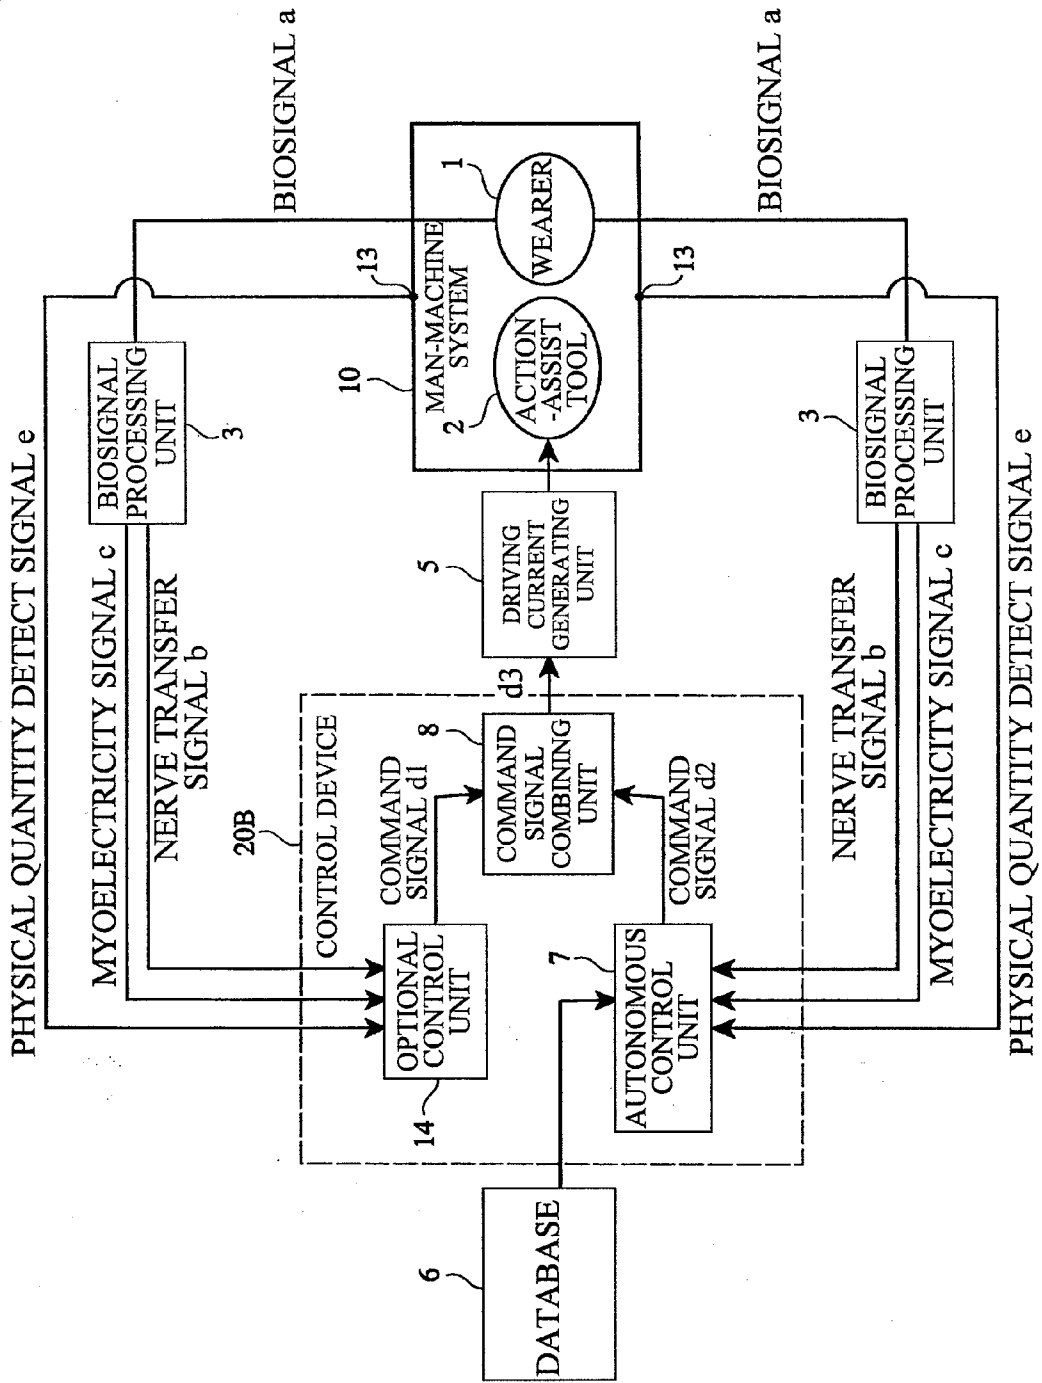 PHYSICAL QUANTITY DETECT SIGNAL e
MYOELECTRICITY SIGNAL c
NERVE TRANSFER
SIGNAL b
BIOSIGNAL
PROCESSING
UNIT
3
BIOSIGNAL a
20B
CONTROL DEVICE
14
OPTIONAL
CONTROL
UNIT
COMMAND
SIGNAL d1
10
MAN-MACHINE
SYSTEM
13
6
DATABASE
8
COMMAND
SIGNAL
COMBINING
UNIT
d3
5
DRIVING
CURRENT
GENERATING
UNIT
2
ACTION
-ASSIST
TOOL
1
WEARER
7
AUTONOMOUS
CONTROL
UNIT
COMMAND
SIGNAL d2
13
BIOSIGNAL a
3
BIOSIGNAL
PROCESSING
UNIT
NERVE TRANSFER
SIGNAL b
MYOELECTRICITY SIGNAL c
PHYSICAL QUANTITY DETECT SIGNAL e